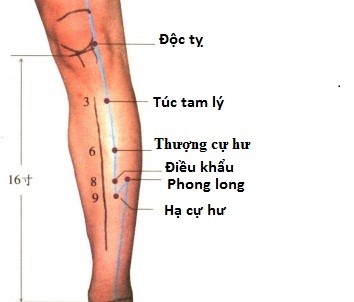 Độc tỵ
3
Túc tam lý
Thượng cự hư
6
Điều khẩu
8
Phong long
16寸
9
Hạ cự hư